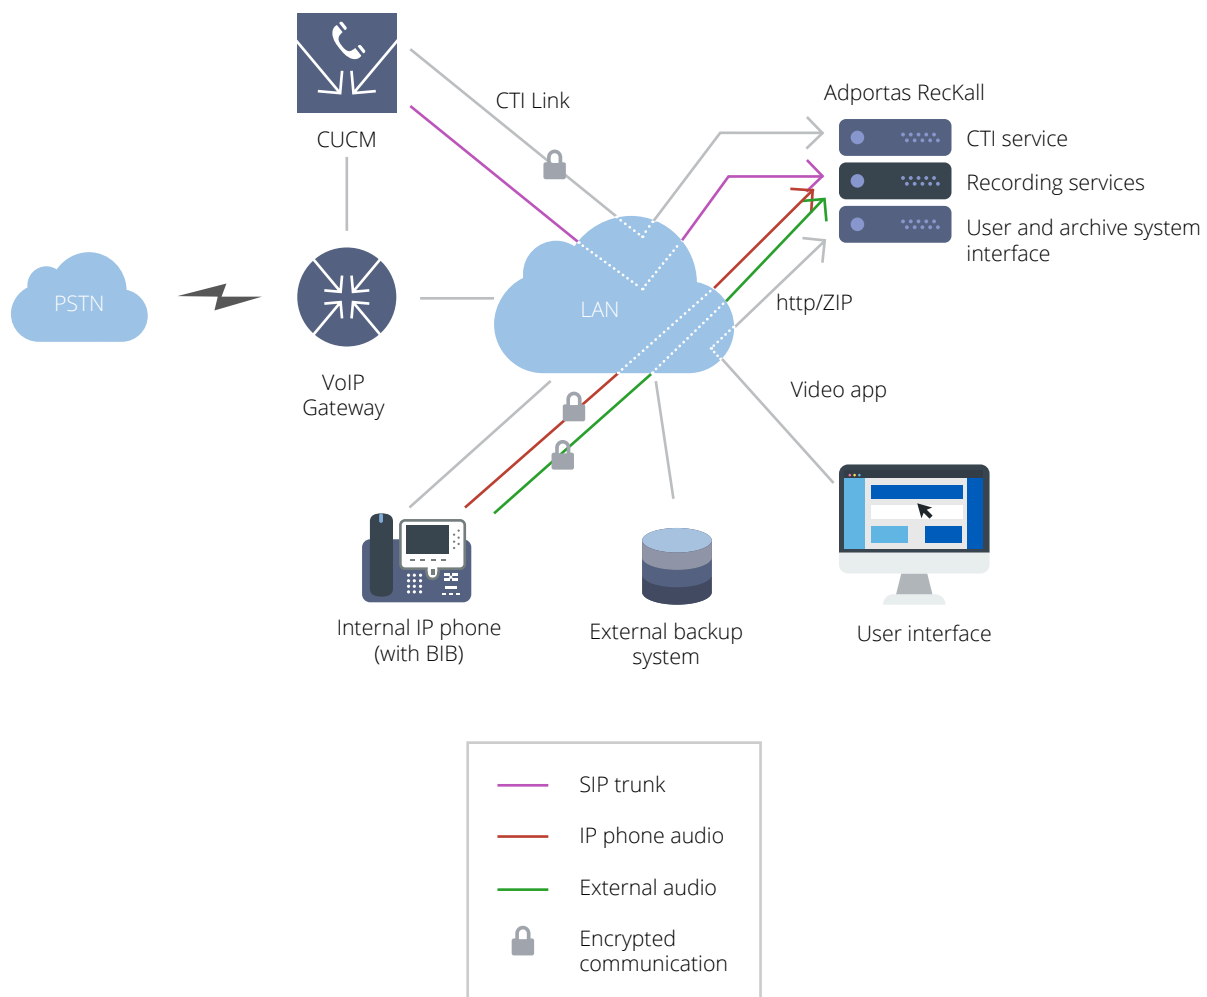 CTI Link
Adportas RecKall
CUCM
CTI service
Recording services
User and archive system
interface
PSTN
LAN
http/ZIP
VoIP
Gateway
Video app
Internal IP phone
(with BIB)
External backup
system
User interface
SIP trunk
IP phone audio
External audio
Encrypted
communication